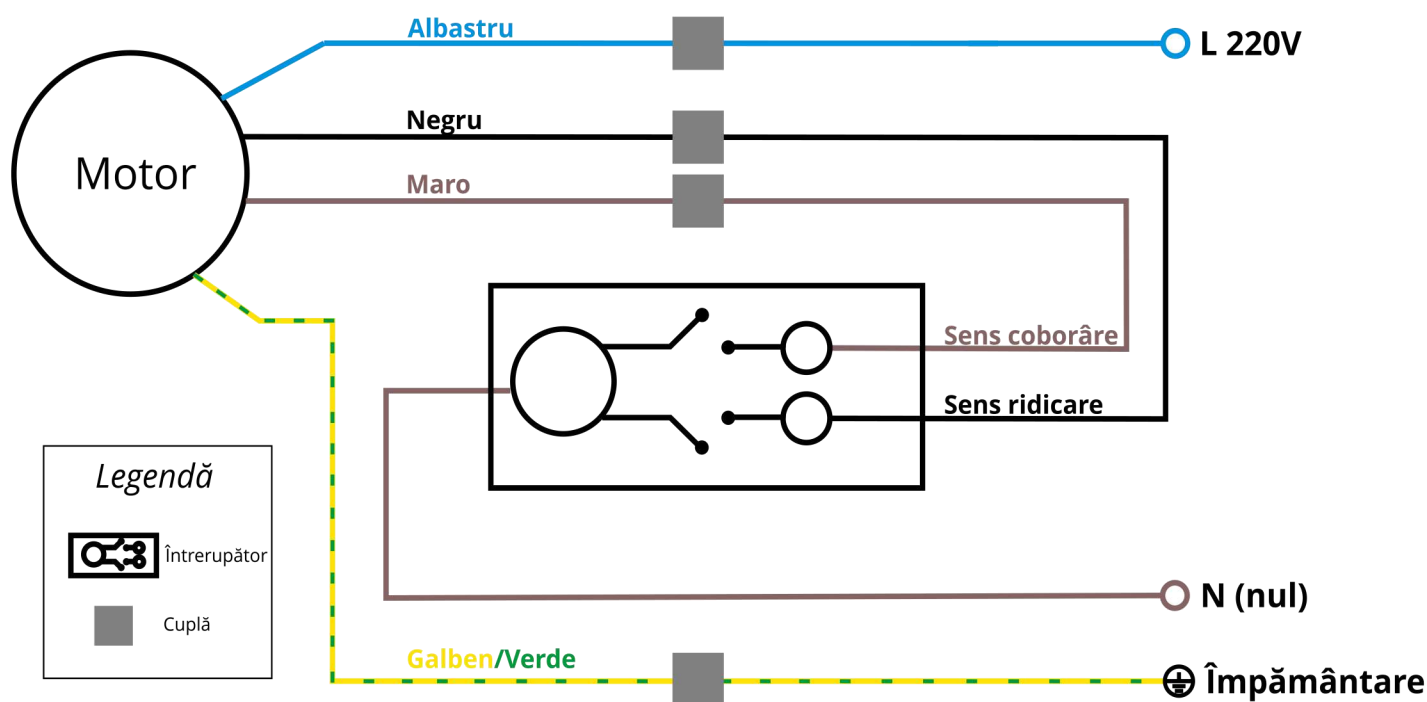 Albastru
L 220V
Negru
Motor
Maro
Sens coborâre
Sens ridicare
Legendă
Întrerupător
Cuplă
N (nul)
Galben/Verde
Împământare